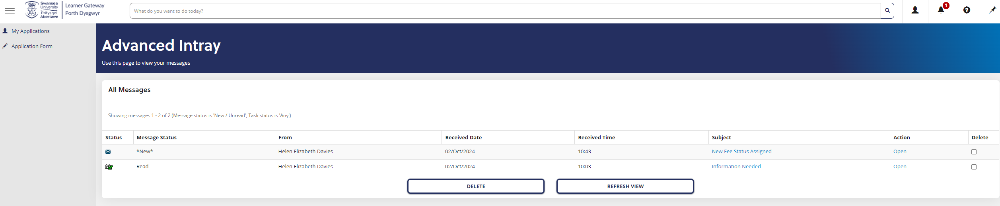 Swansea
University
Prifysgol
Abertawe
Learner Gateway
Porth Dysgwyr
What do you want to do today?
1
My Applications
Application Form
Advanced Intray
Use this page to view your messages
All Messages
Showing messages 1 - 2 of 2 (Message status is 'New / Unread', Task status is 'Any')
Status Message Status From Received Date Received Time Subject Action Delete
*New* Helen Elizabeth Davies 02/Oct/2024 10:43 New Fee Status Assigned Open
Read Helen Elizabeth Davies 02/Oct/2024 10:03 Information Needed Open
DELETE REFRESH VIEW